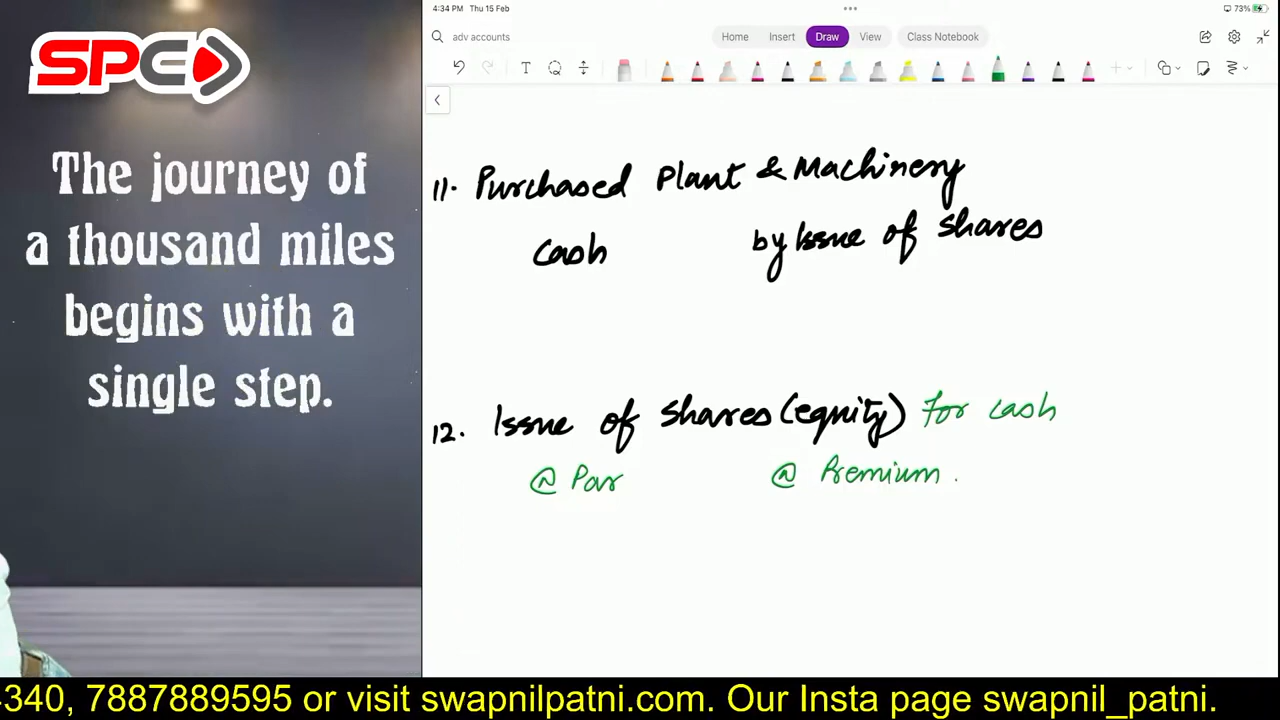 SPE
The journey of
a thousand miles
begins with a
single step.
4:34 PM Thu 15 Feb
73%
adv accounts
Home Insert Draw View Class Notebook
11. Purchased Plant & Machinery
cash by Issue of shares
12. Issue of shares (equity) for cash
@ Par @ Premium.
340, 7887889595 or visit swapnilpatni.com. Our Insta page swapnil_patni.